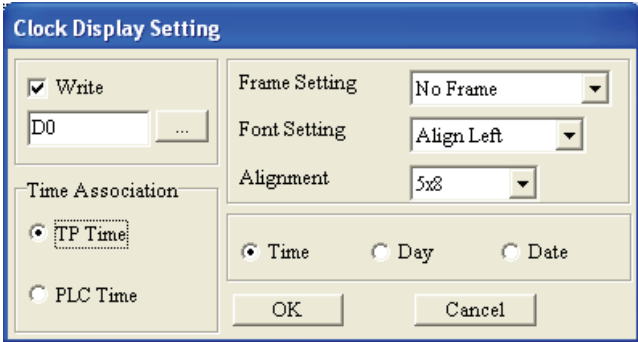 Clock Display Setting
Write
D0
...
Time Association
TP Time
PLC Time
Frame Setting
No Frame
Font Setting
Align Left
Alignment
5x8
Time
Day
Date
OK
Cancel